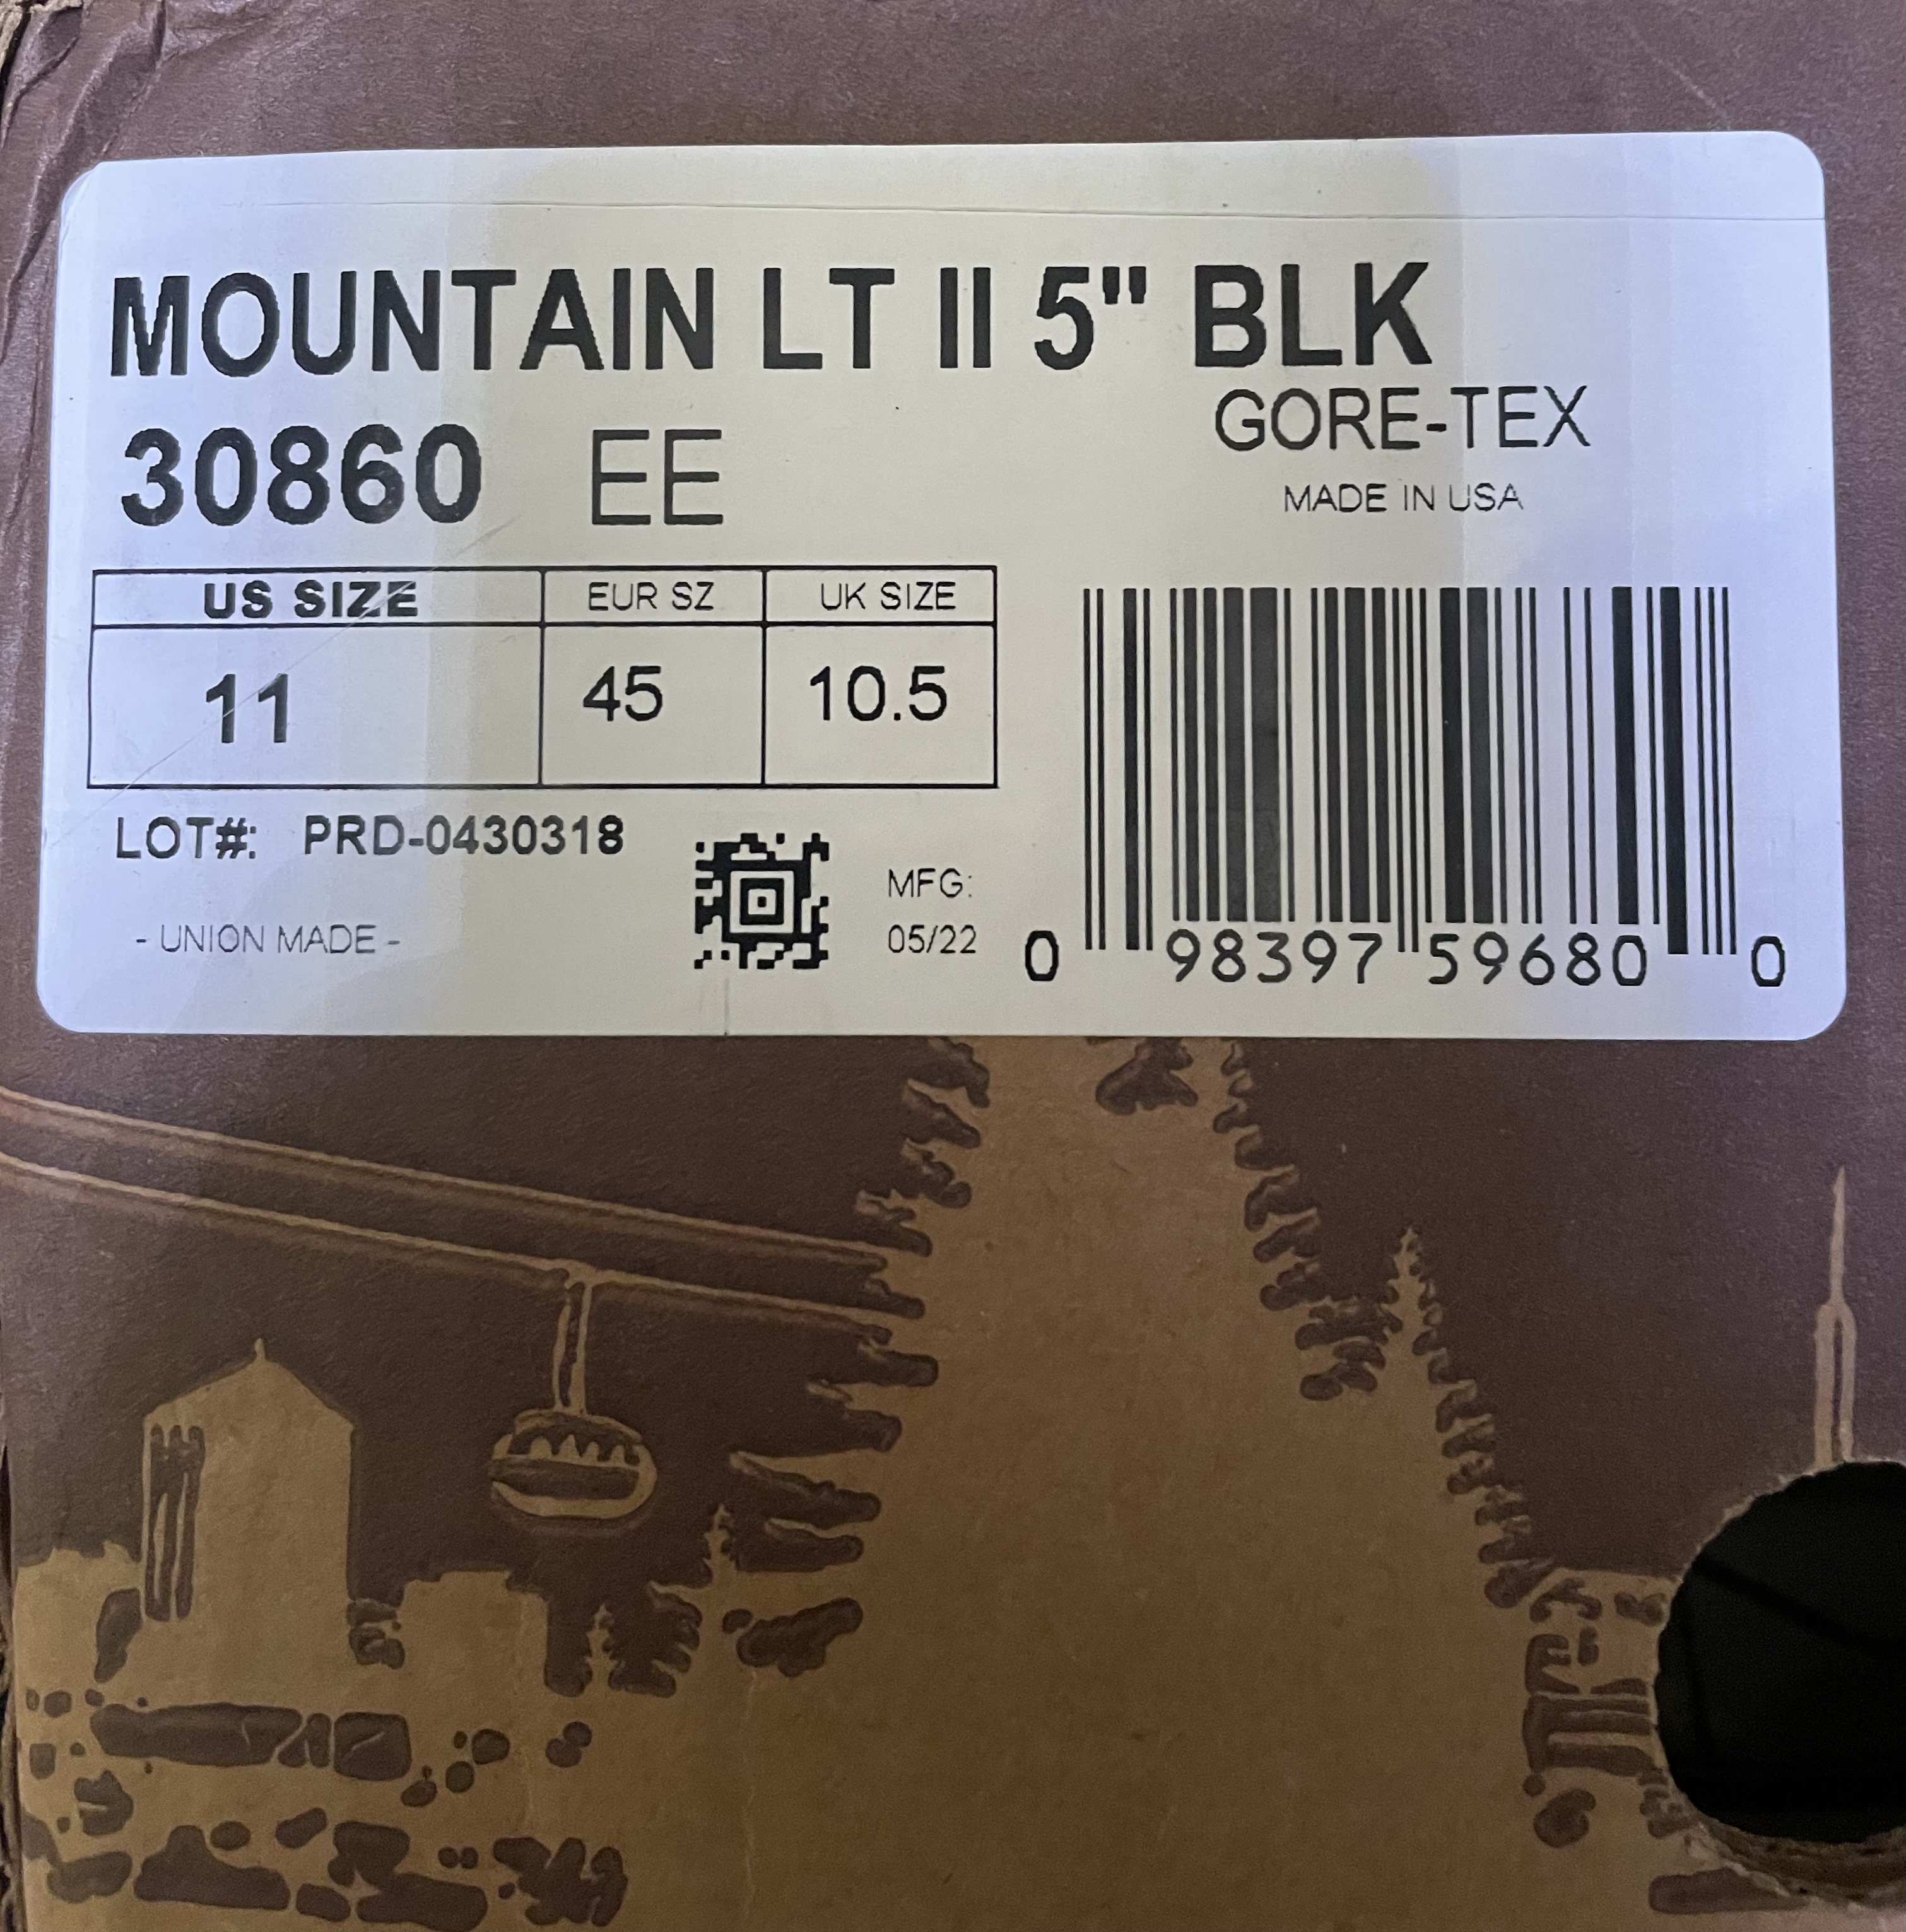 MOUNTAIN LT II 5" BLK
GORE-TEX
30860 EE
MADE IN USA
US SIZE EUR SZ UK SIZE
11 45 10.5
LOT#: PRD-0430318
- UNION MADE -
MFG:
05/22
0 98397 59680 0